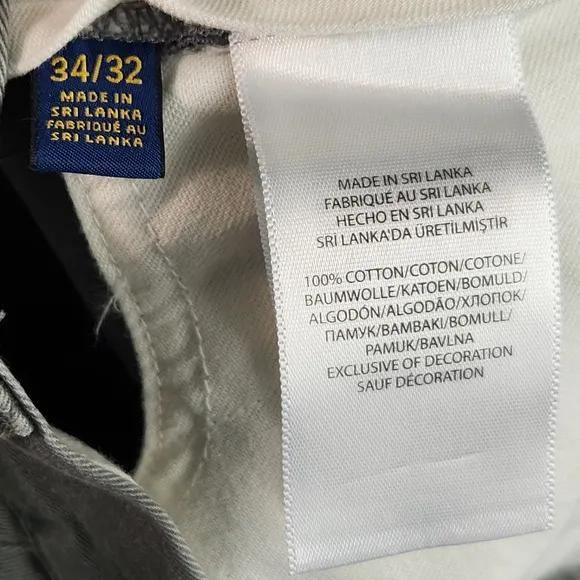 34/32
MADE IN
SRI LANKA
FABRIQUÉ AU
SRI LANKA
MADE IN SRI LANKA
FABRIQUÉ AU SRI LANKA
HECHO EN SRI LANKA
SRI LANKA'DA ÜRETILMIŞTIR
100% COTTON/COTON/COTONE/
BAUMWOLLE/KATOEN/BOMULD/
ALGODÓN/ALGODÃO/ХЛОПОК/
ПАМУК/BAMBAKI/BOMULL/
PAMUK/BAVLNA
EXCLUSIVE OF DECORATION
SAUF DÉCORATION